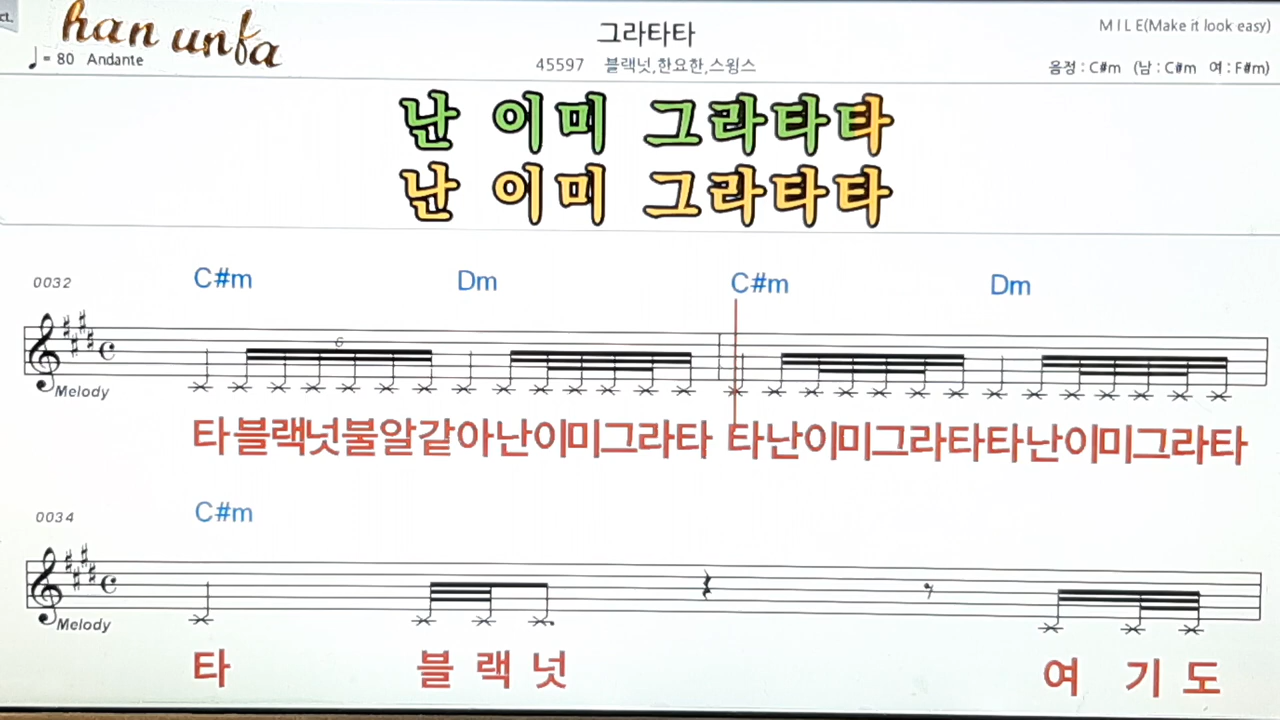 ct.
han unfa
그라타타
M I L E(Make it look easy)
♩ = 80 Andante
45597 블랙넛,한요한,스윙스
음정 : C#m (남 : C#m 여 : F#m)
난 이미 그라타타
난 이미 그라타타
0032
C#m Dm C#m Dm
6
Melody
타블랙넛불알같아난이미그라타 타난이미그라타타난이미그라타
0034
C#m
Melody
타 블랙넛 여기도